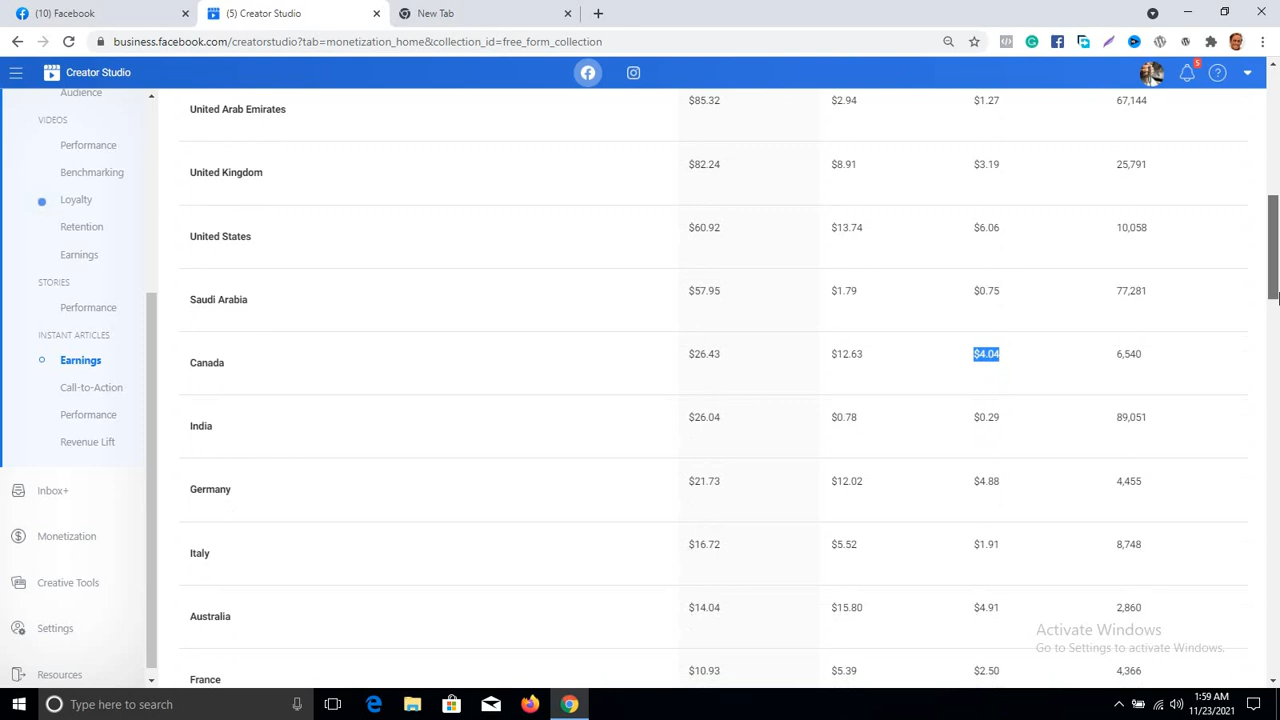 (10) Facebook
(5) Creator Studio
New Tab
business.facebook.com/creatorstudio?tab=monetization_home&collection_id=free_form_collection
Creator Studio
5
Audience
VIDEOS
Performance
Benchmarking
Loyalty
Retention
Earnings
STORIES
Performance
INSTANT ARTICLES
Earnings
Call-to-Action
Performance
Revenue Lift
Inbox+
Monetization
Creative Tools
Settings
Resources
United Arab Emirates $85.32 $2.94 $1.27 67,144
United Kingdom $82.24 $8.91 $3.19 25,791
United States $60.92 $13.74 $6.06 10,058
Saudi Arabia $57.95 $1.79 $0.75 77,281
Canada $26.43 $12.63 $4.04 6,540
India $26.04 $0.78 $0.29 89,051
Germany $21.73 $12.02 $4.88 4,455
Italy $16.72 $5.52 $1.91 8,748
Australia $14.04 $15.80 $4.91 2,860
France $10.93 $5.39 $2.50 4,366
Activate Windows
Go to Settings to activate Windows.
Type here to search
1:59 AM
11/23/2021